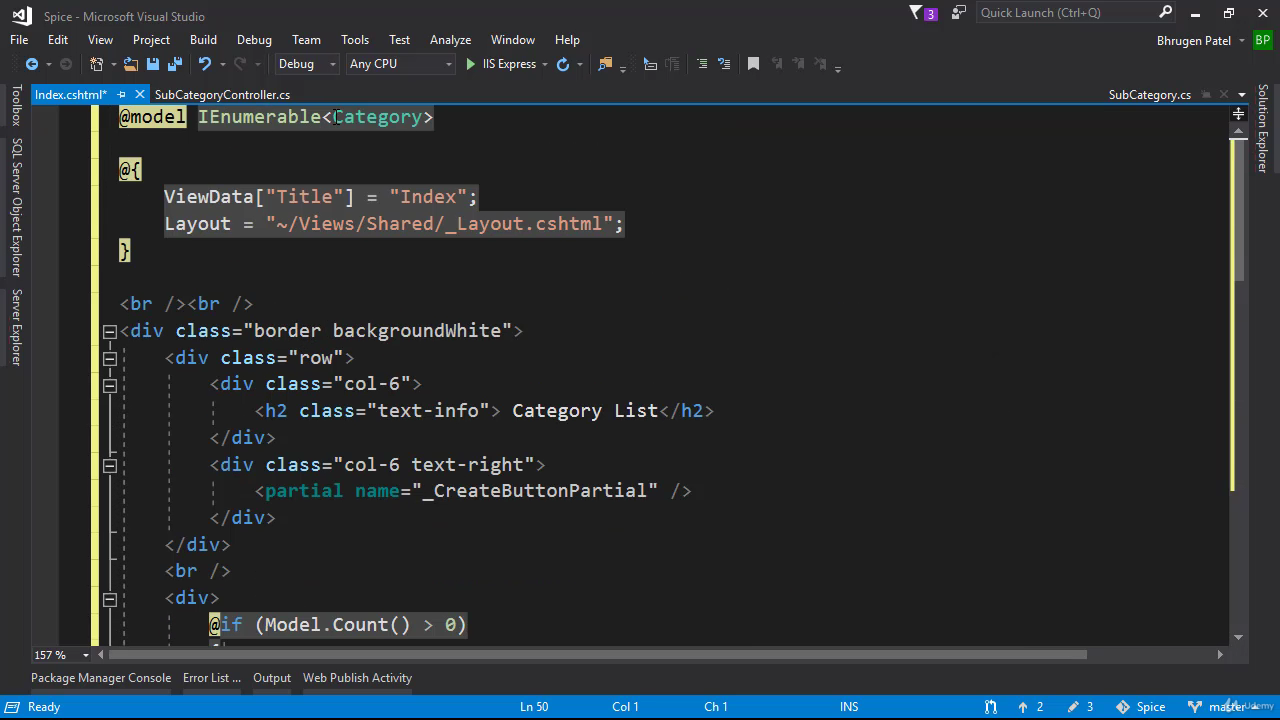 Spice - Microsoft Visual Studio
3
Quick Launch (Ctrl+Q)
File Edit View Project Build Debug Team Tools Test Analyze Window Help
Bhrugen Patel BP
Debug Any CPU IIS Express
Index.cshtml* SubCategoryController.cs SubCategory.cs
Toolbox
SQL Server Object Explorer
Server Explorer
Solution Explorer
@model IEnumerable<Category>
@{
ViewData["Title"] = "Index";
Layout = "~/Views/Shared/_Layout.cshtml";
}
<br /><br />
<div class="border backgroundWhite">
<div class="row">
<div class="col-6">
<h2 class="text-info"> Category List</h2>
</div>
<div class="col-6 text-right">
<partial name="_CreateButtonPartial" />
</div>
</div>
<br />
<div>
@if (Model.Count() > 0)
{
157 %
Package Manager Console Error List ... Output Web Publish Activity
Ready Ln 50 Col 1 Ch 1 INS 2 3 Spice master
Udemy